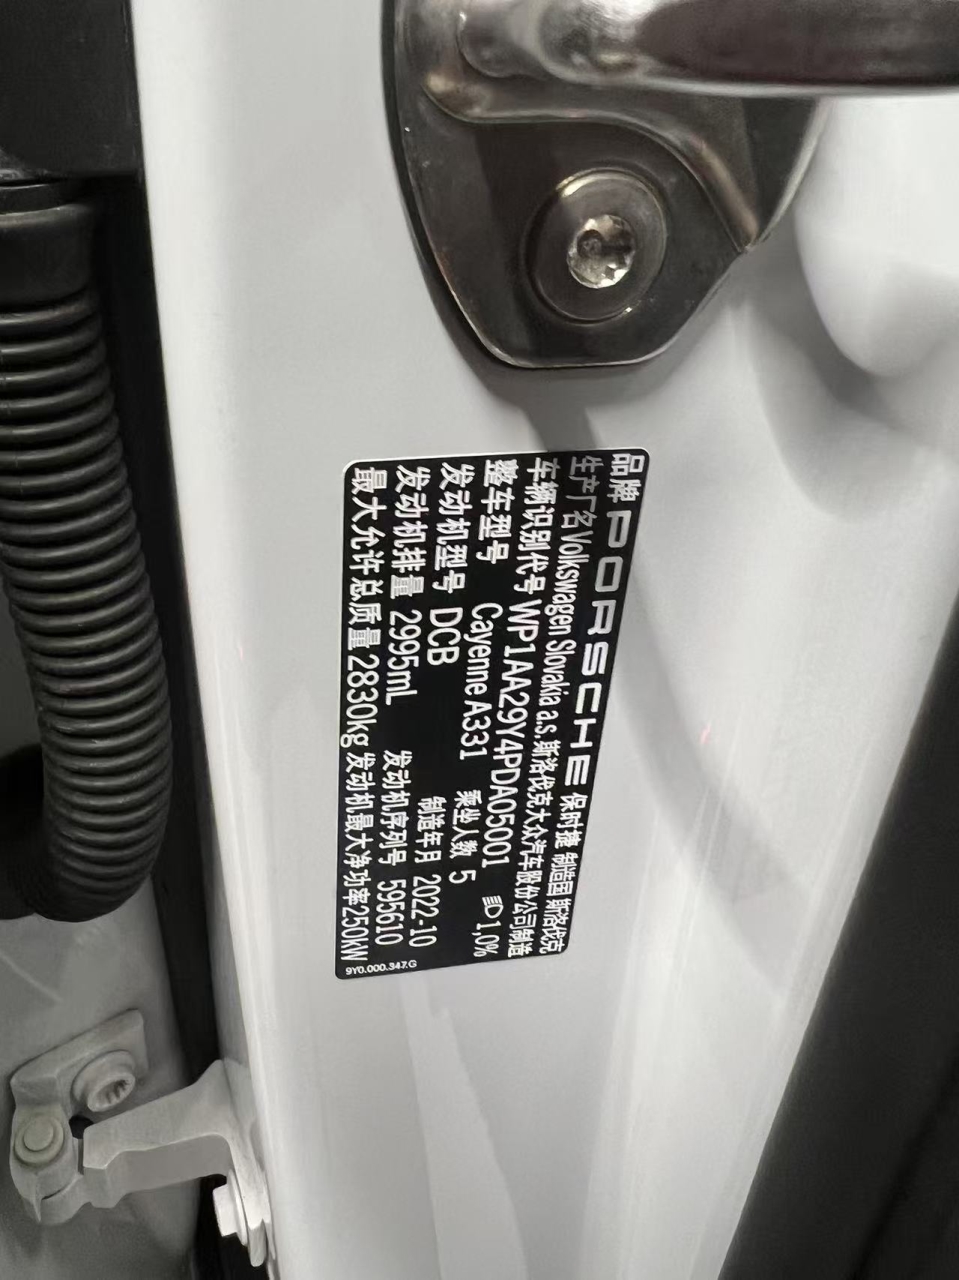 品牌 PORSCHE 保时捷 制造国 斯洛伐克
生产厂名 Volkswagen Slovakia a.s.斯洛伐克大众汽车股份公司制造
车辆识别代号 WP1AA29Y4PDA05001 1,0%
整车型号 Cayenne A331 乘坐人数 5
发动机型号 DCB 制造年月 2022-10
发动机排量 2995mL 发动机序列号 595610
最大允许总质量 2830kg 发动机最大净功率250kW
9Y0.000.347.G